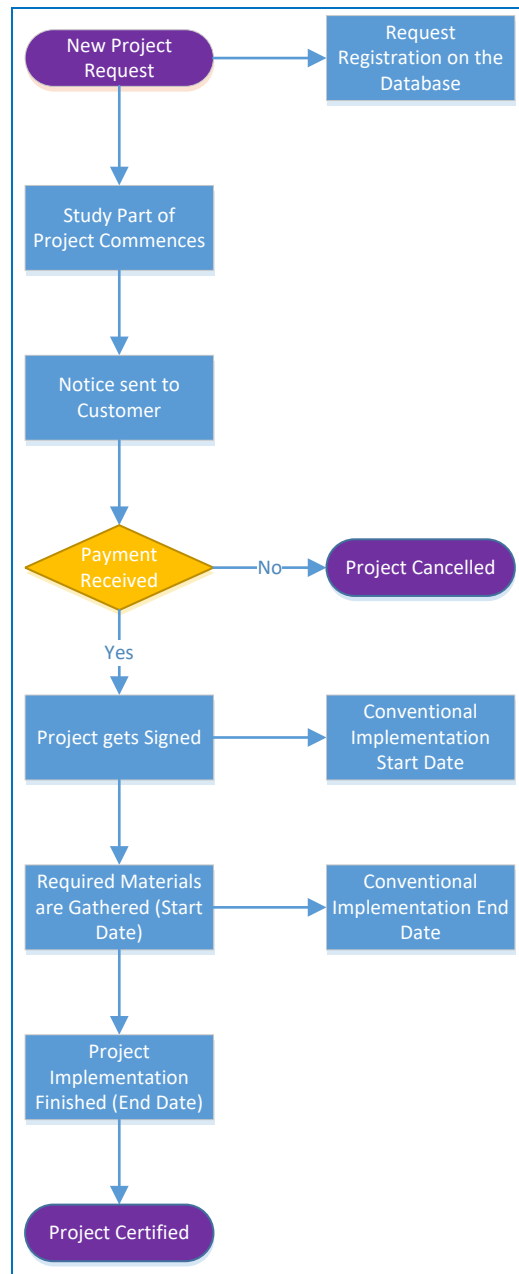 New Project
Request
Request
Registration on the
Database
Study Part of
Project Commences
Notice sent to
Customer
Payment
Received
No
Project Cancelled
Yes
Project gets Signed
Conventional
Implementation
Start Date
Required Materials
are Gathered (Start
Date)
Conventional
Implementation End
Date
Project
Implementation
Finished (End Date)
Project Certified